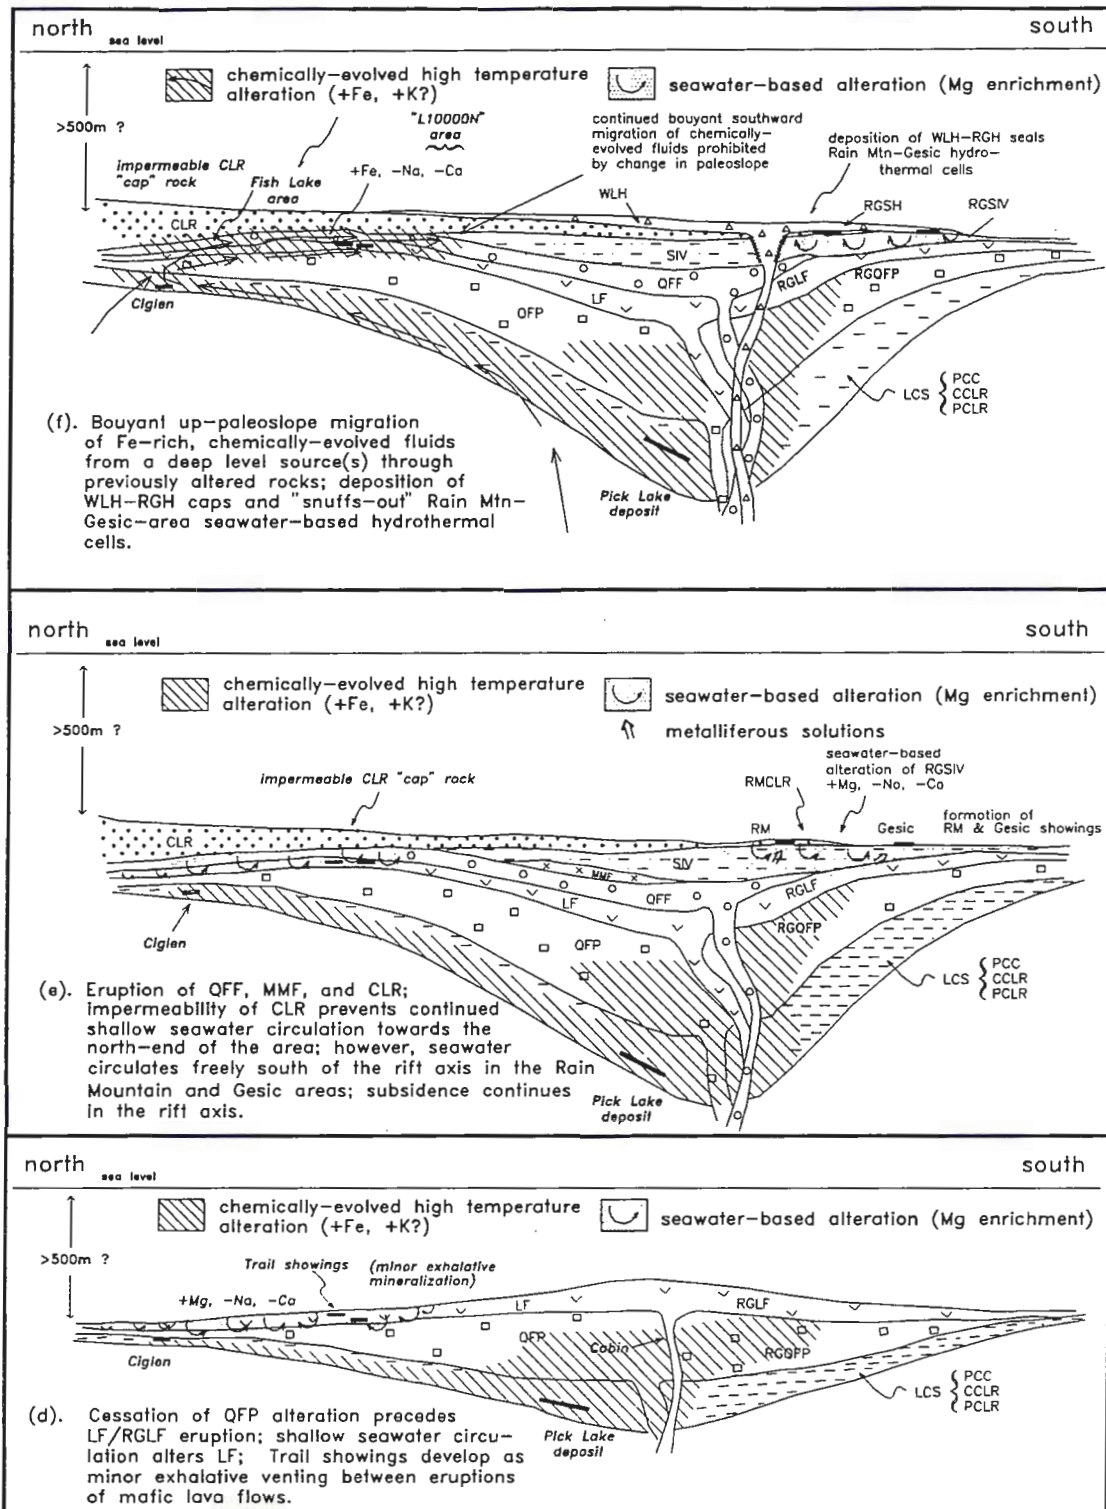 north
sea level
south
chemically-evolved high temperature
alteration (+Fe, +K?)
seawater-based alteration (Mg enrichment)
>500m ?
"L10000N"
area
continued bouyant southward
migration of chemically-
evolved fluids prohibited
by change in paleoslope
deposition of WLH-RGH seals
Rain Mtn-Gesic hydro-
thermal cells
impermeable CLR
"cap" rock
Fish Lake
area
+Fe, -Na, -Ca
WLH
RGSH
RGSIV
CLR
SIV
QFF
RGLF
RGQFP
LF
QFP
Ciglen
LCS
PCC
CCLR
PCLR
Pick Lake
deposit
(f). Bouyant up-paleoslope migration
of Fe-rich, chemically-evolved fluids
from a deep level source(s) through
previously altered rocks; deposition of
WLH-RGH caps and "snuffs-out" Rain Mtn-
Gesic-area seawater-based hydrothermal
cells.
north
sea level
south
chemically-evolved high temperature
alteration (+Fe, +K?)
seawater-based alteration (Mg enrichment)
metalliferous solutions
>500m ?
impermeable CLR "cap" rock
seawater-based
alteration of RGSIV
+Mg, -Na, -Ca
RMCLR
RM
Gesic
formation of
RM & Gesic showings
CLR
SIV
MMF
QFF
RGLF
LF
RGQFP
QFP
Ciglen
LCS
PCC
CCLR
PCLR
Pick Lake
deposit
(e). Eruption of QFF, MMF, and CLR;
impermeability of CLR prevents continued
shallow seawater circulation towards the
north-end of the area; however, seawater
circulates freely south of the rift axis in the Rain
Mountain and Gesic areas; subsidence continues
in the rift axis.
north
sea level
south
chemically-evolved high temperature
alteration (+Fe, +K?)
seawater-based alteration (Mg enrichment)
>500m ?
Trail showings
(minor exhalative
mineralization)
+Mg, -Na, -Ca
LF
RGLF
QFP
Cabin
RGQFP
Ciglen
LCS
PCC
CCLR
PCLR
Pick Lake
deposit
(d). Cessation of QFP alteration precedes
LF/RGLF eruption; shallow seawater circu-
lation alters LF; Trail showings develop as
minor exhalative venting between eruptions
of mafic lava flows.